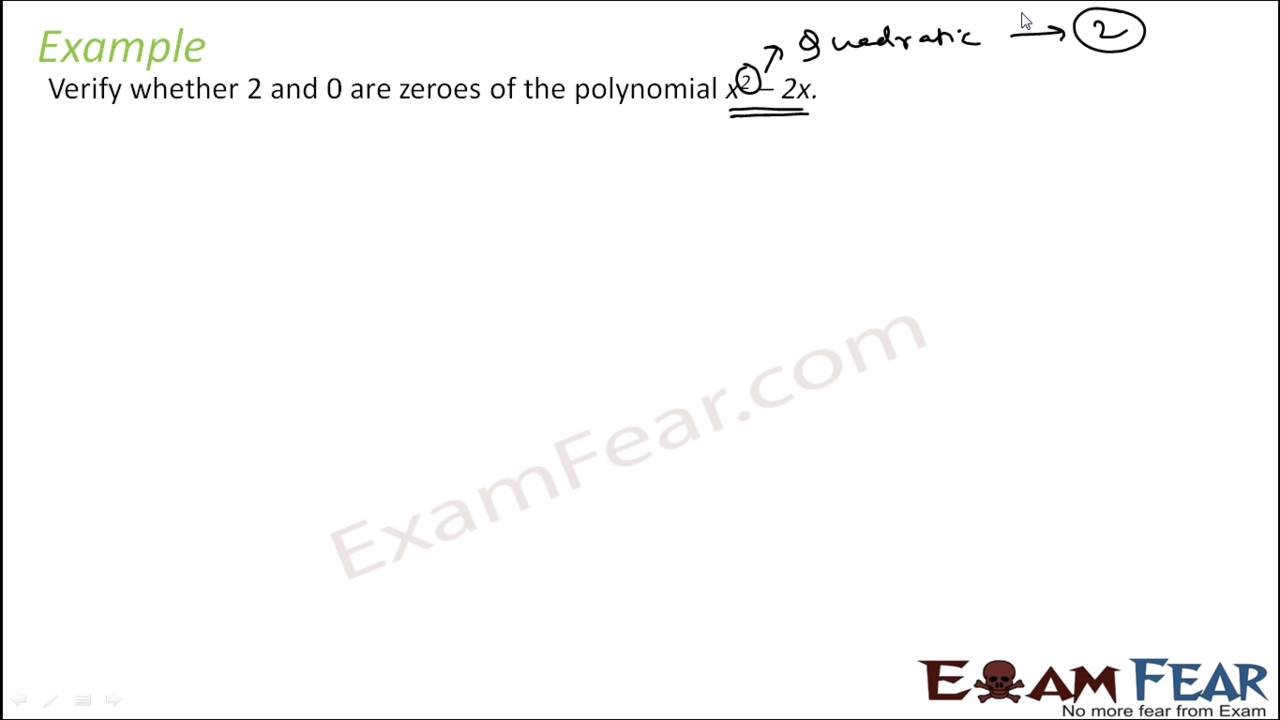 Example
Quadratic → 2
Verify whether 2 and 0 are zeroes of the polynomial x² – 2x.
ExamFear.com
EXAM FEAR
No more fear from Exam